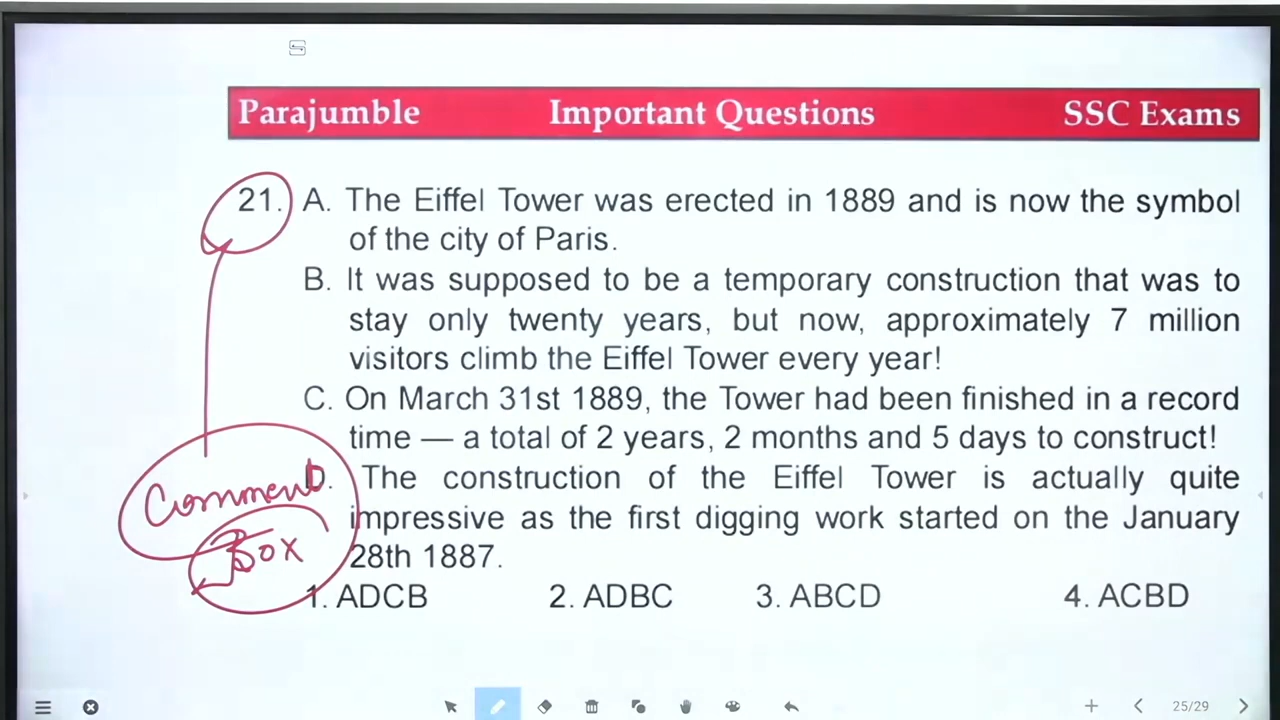 Parajumble Important Questions SSC Exams
21. A. The Eiffel Tower was erected in 1889 and is now the symbol
of the city of Paris.
B. It was supposed to be a temporary construction that was to
stay only twenty years, but now, approximately 7 million
visitors climb the Eiffel Tower every year!
C. On March 31st 1889, the Tower had been finished in a record
time — a total of 2 years, 2 months and 5 days to construct!
D. The construction of the Eiffel Tower is actually quite
impressive as the first digging work started on the January
28th 1887.
Comment
Box
1. ADCB 2. ADBC 3. ABCD 4. ACBD
25/29